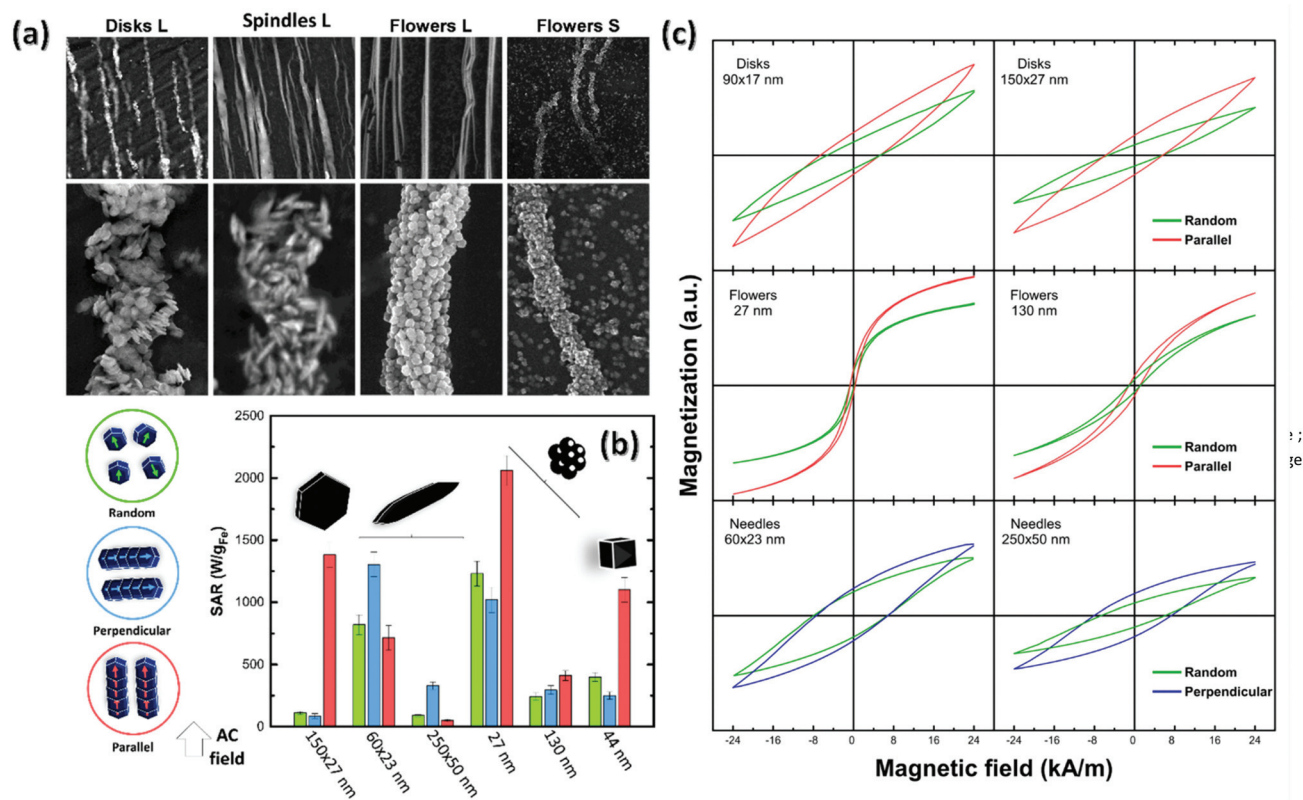 (a)
Disks L
Spindles L
Flowers L
Flowers S
Random
Perpendicular
Parallel
AC
field
(b)
SAR (W/gFe)
2500
2000
1500
1000
500
0
150x27 nm
60x23 nm
250x50 nm
27 nm
130 nm
44 nm
(c)
Magnetization (a.u.)
Disks
90x17 nm
Disks
150x27 nm
Random
Parallel
Flowers
27 nm
Random
Parallel
Flowers
130 nm
Random
Parallel
Needles
60x23 nm
Needles
250x50 nm
Random
Perpendicular
-24 -16 -8 0 8 16 24
-24 -16 -8 0 8 16 24
Magnetic field (kA/m)
e ;
ge